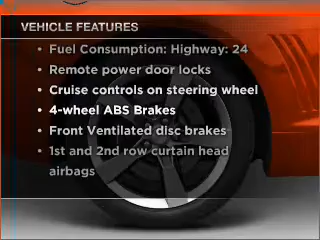 VEHICLE FEATURES
• Fuel Consumption: Highway: 24
• Remote power door locks
• Cruise controls on steering wheel
• 4-wheel ABS Brakes
• Front Ventilated disc brakes
• 1st and 2nd row curtain head
airbags